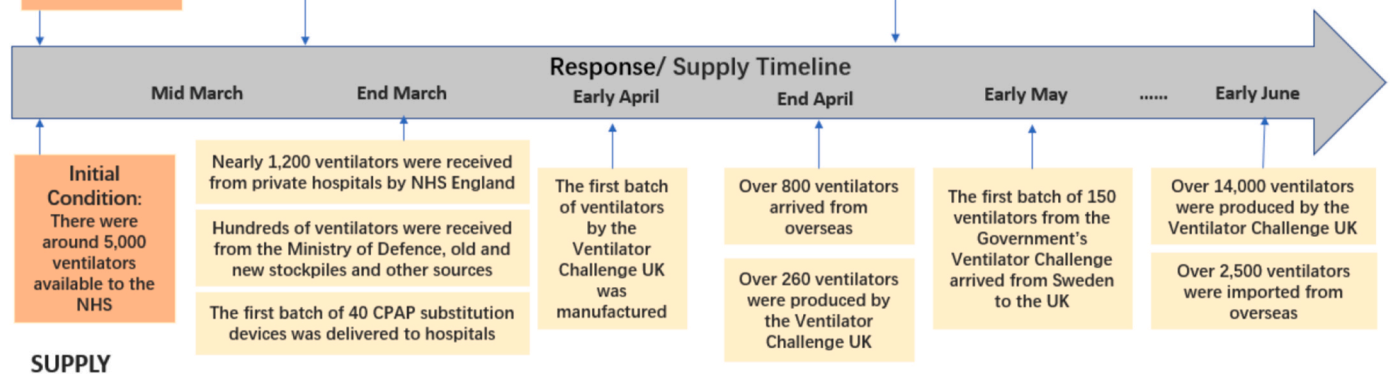 Response/ Supply Timeline
Mid March
End March
Early April
End April
Early May
......
Early June
Initial
Condition:
There were
around 5,000
ventilators
available to the
NHS
Nearly 1,200 ventilators were received
from private hospitals by NHS England
Hundreds of ventilators were received
from the Ministry of Defence, old and
new stockpiles and other sources
The first batch of 40 CPAP substitution
devices was delivered to hospitals
The first batch
of ventilators
by the
Ventilator
Challenge UK
was
manufactured
Over 800 ventilators
arrived from
overseas
Over 260 ventilators
were produced by
the Ventilator
Challenge UK
The first batch of 150
ventilators from the
Government's
Ventilator Challenge
arrived from Sweden
to the UK
Over 14,000 ventilators
were produced by the
Ventilator Challenge UK
Over 2,500 ventilators
were imported from
overseas
SUPPLY